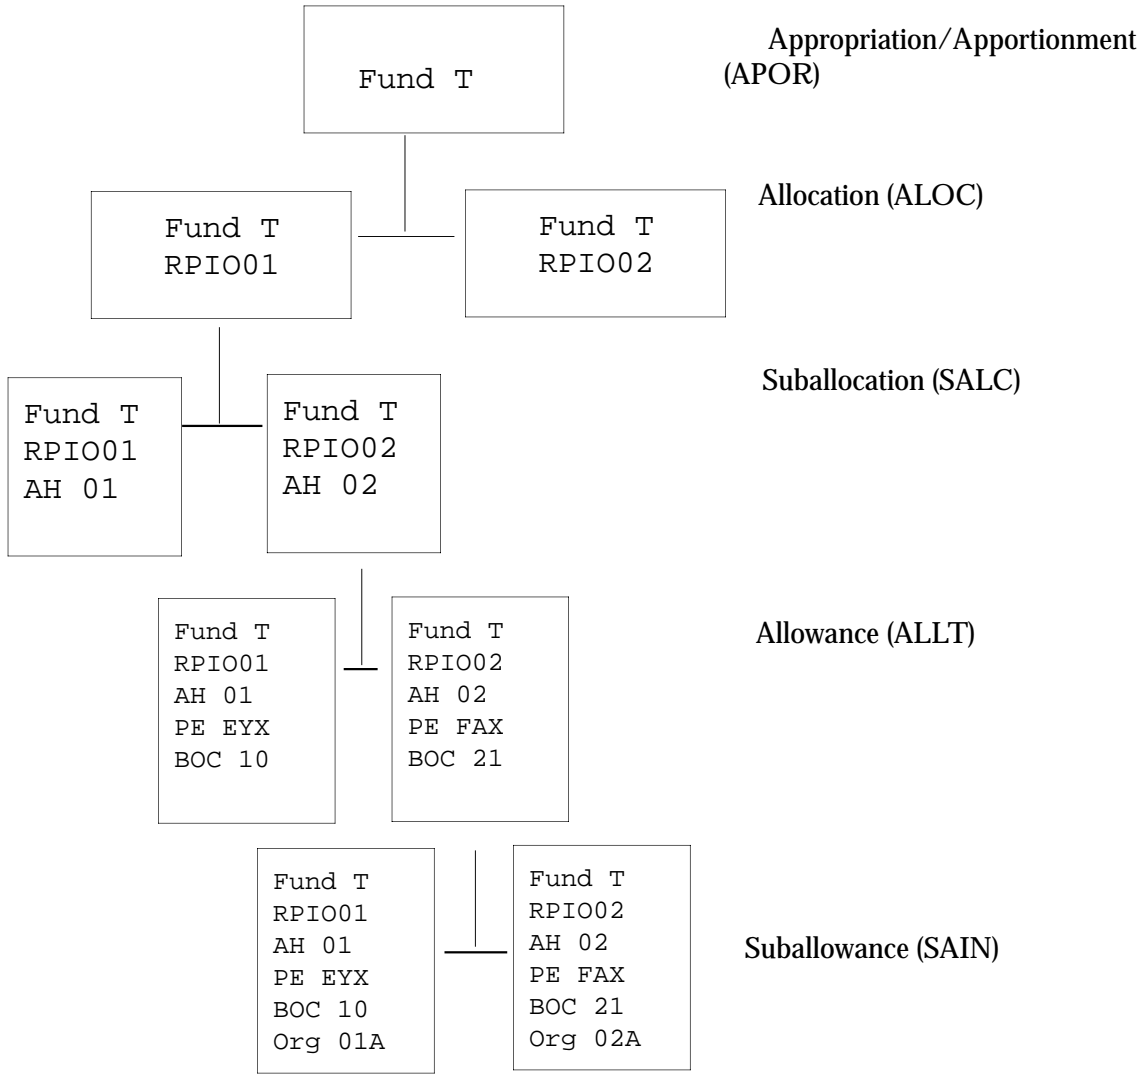 Fund T
Appropriation/Apportionment
(APOR)
Fund T
RPIO01
Fund T
RPIO02
Allocation (ALOC)
Fund T
RPIO01
AH 01
Fund T
RPIO02
AH 02
Suballocation (SALC)
Fund T
RPIO01
AH 01
PE EYX
BOC 10
Fund T
RPIO02
AH 02
PE FAX
BOC 21
Allowance (ALLT)
Fund T
RPIO01
AH 01
PE EYX
BOC 10
Org 01A
Fund T
RPIO02
AH 02
PE FAX
BOC 21
Org 02A
Suballowance (SAIN)